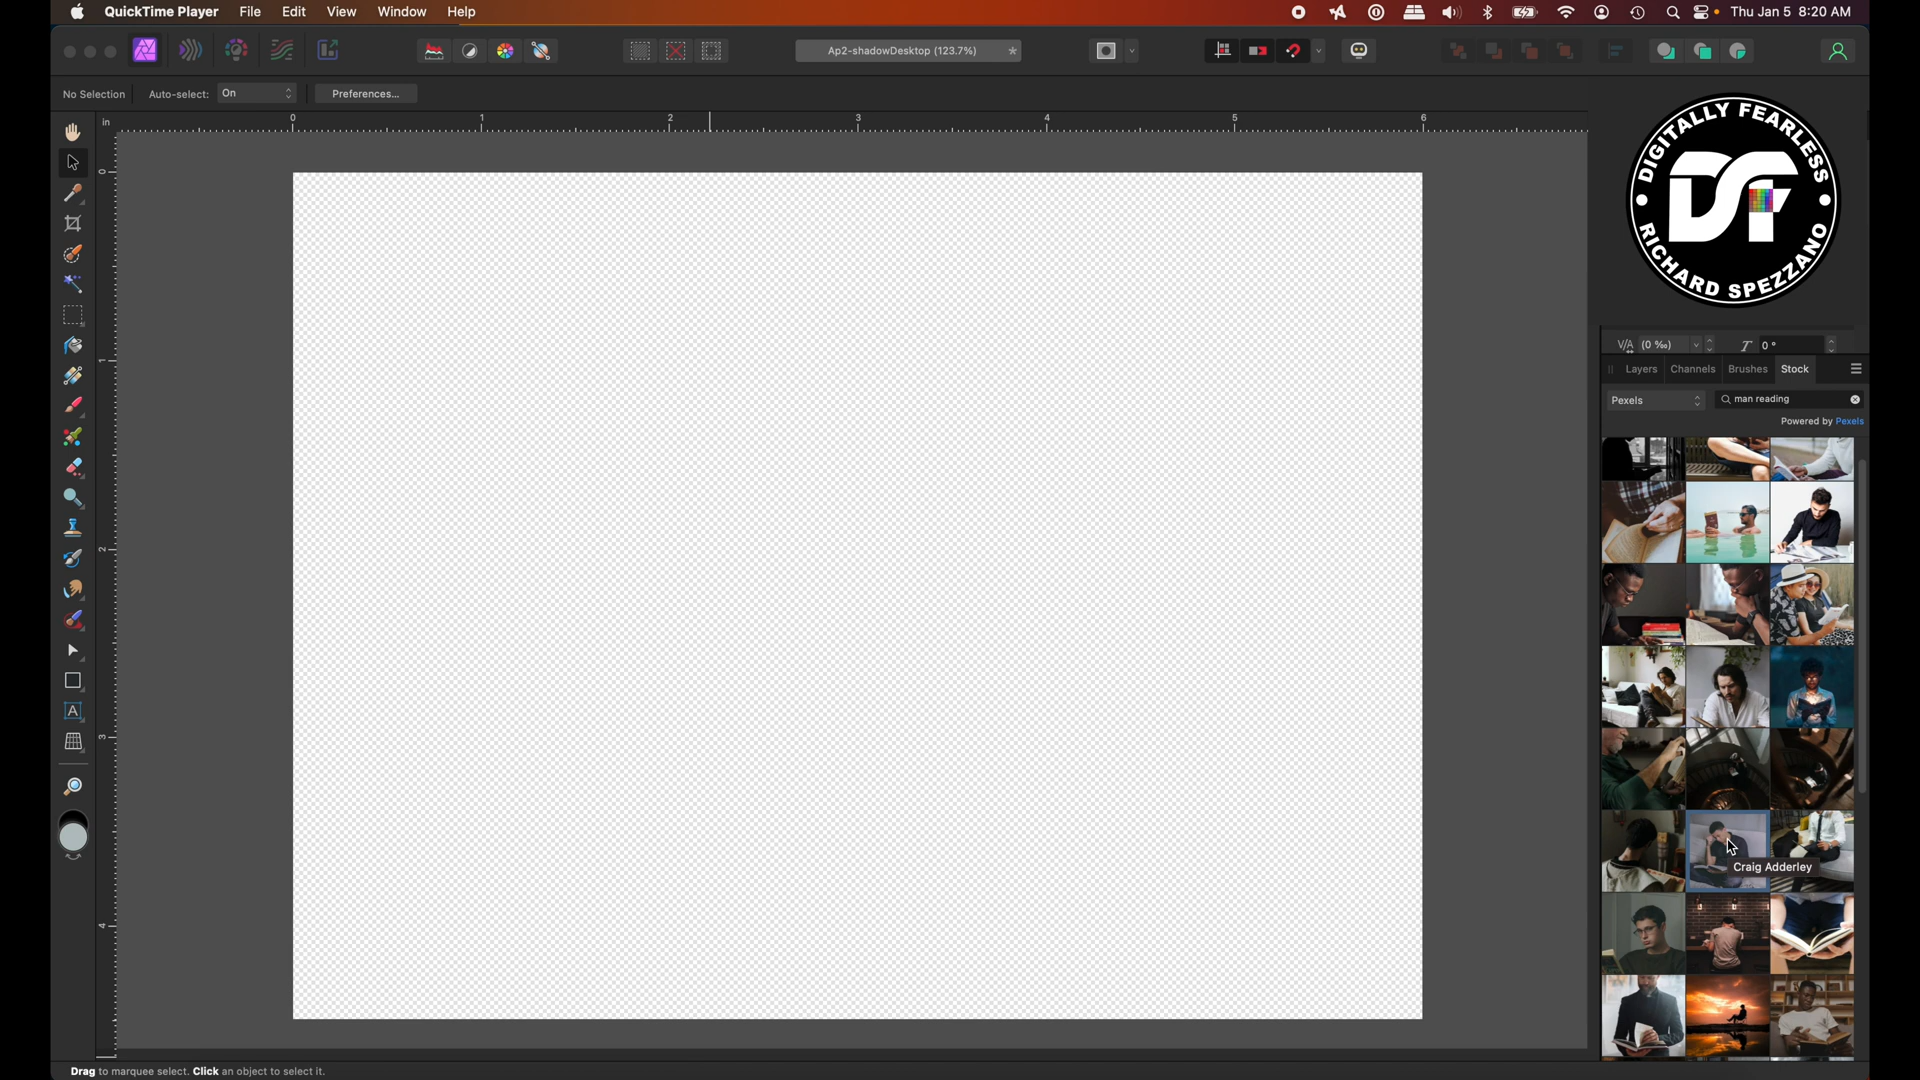 QuickTime Player File Edit View Window Help Thu Jan 5 8:20 AM
Ap2-shadowDesktop (123.7%) *
No Selection Auto-select: On Preferences...
in 0 1 2 3 4 5 6
0
1
2
3
4
DIGITALLY FEARLESS
DF
RICHARD SPEZZANO
V/A (0 ‰) T 0 °
Layers Channels Brushes Stock
Pexels man reading
Powered by Pexels
Craig Adderley
A
Drag to marquee select. Click an object to select it.